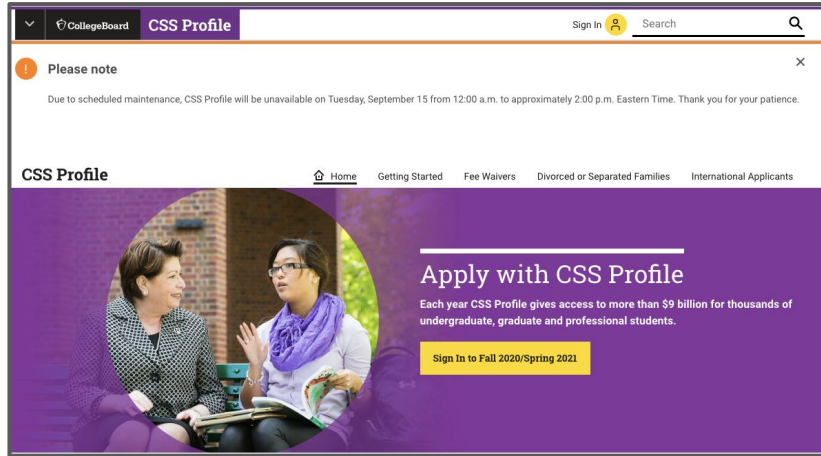 CollegeBoard
CSS Profile
Sign In
Search
Please note
Due to scheduled maintenance, CSS Profile will be unavailable on Tuesday, September 15 from 12:00 a.m. to approximately 2:00 p.m. Eastern Time. Thank you for your patience.
CSS Profile
Home
Getting Started
Fee Waivers
Divorced or Separated Families
International Applicants
Apply with CSS Profile
Each year CSS Profile gives access to more than $9 billion for thousands of
undergraduate, graduate and professional students.
Sign In to Fall 2020/Spring 2021